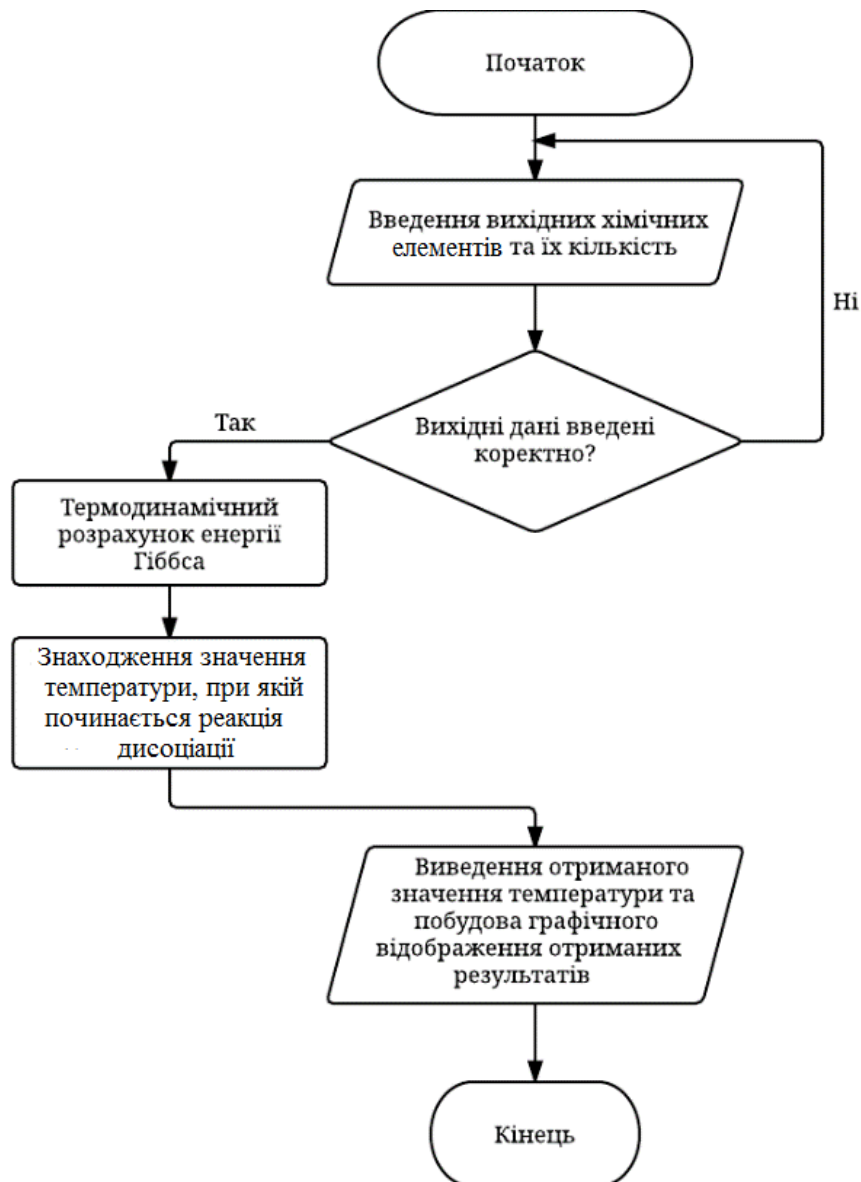 Початок
Введення вихідних хімічних
елементів та їх кількість
Ні
Вихідні дані введені
коректно?
Так
Термодинамічний
розрахунок енергії
Гіббса
Знаходження значення
температури, при якій
починається реакція
дисоціації
Виведення отриманого
значення температури та
побудова графічного
відображення отриманих
результатів
Кінець